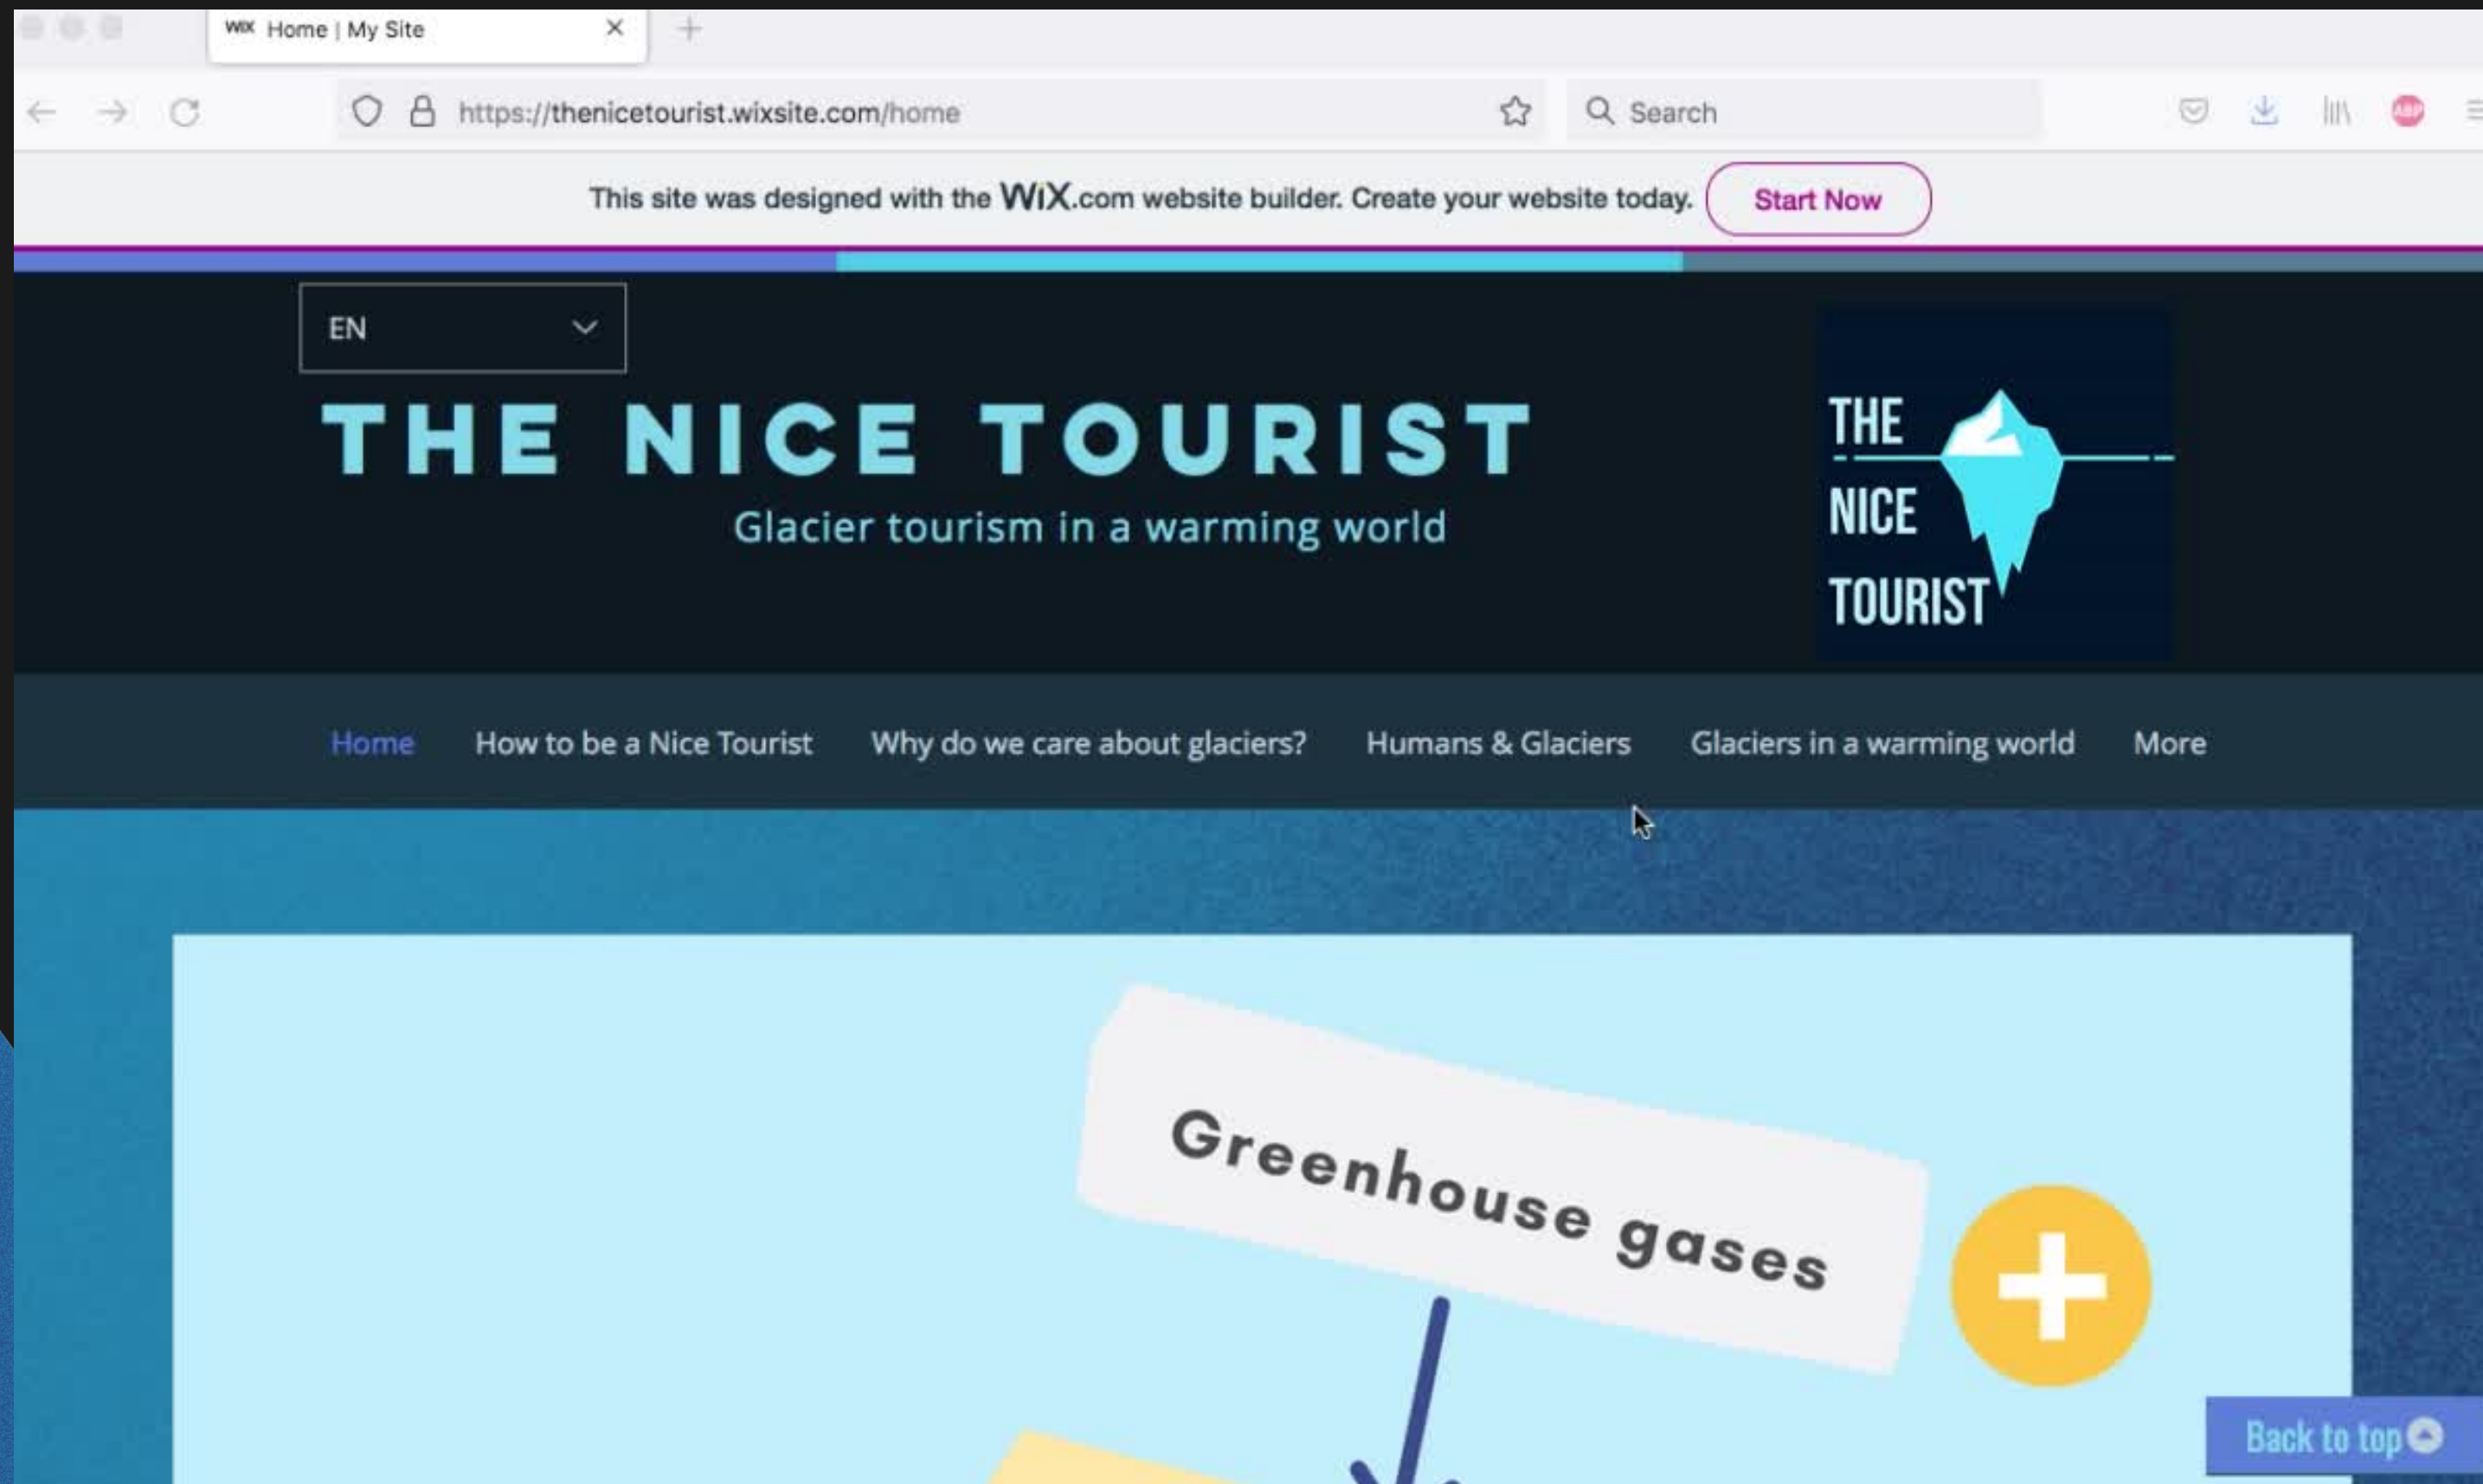 WiX Home | My Site
https://thenicetourist.wixsite.com/home
Search
ABP
This site was designed with the WiX.com website builder. Create your website today.
Start Now
EN
THE NICE TOURIST
Glacier tourism in a warming world
THE
NICE
TOURIST
Home How to be a Nice Tourist Why do we care about glaciers? Humans & Glaciers Glaciers in a warming world More
Greenhouse gases
Back to top